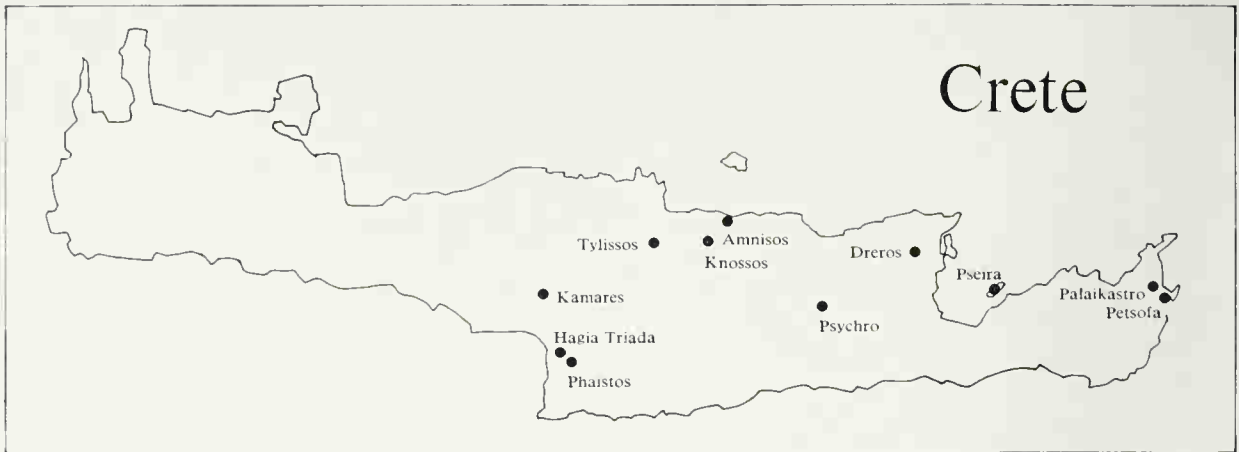 Crete
Tylissos
Amnisos
Knossos
Dreros
Pseira
Kamares
Psychro
Palaikastro
Petsofa
Hagia Triada
Phaistos